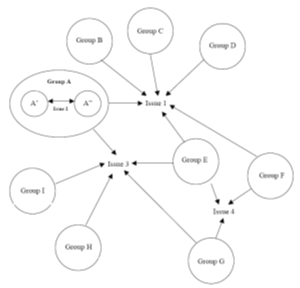 Group C
Group B
Group D
Group A
A'
A"
Issue 2
Issue 1
Group E
Issue 3
Group F
Group I
Issue 4
Group H
Group G